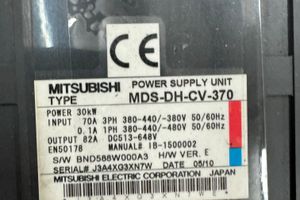 CE
MITSUBISHI POWER SUPPLY UNIT
TYPE MDS-DH-CV-370
POWER 30kW
INPUT 70A 3PH 380-440/-480V 50/60Hz
0.1A 1PH 380-440/-480V 50/60Hz
OUTPUT 82A DC513-648V
EN50178 MANUAL# IB-1500002
S/W BND568W000A3 H/W VER. E
SERIAL# J3A4XG3XN7W DATE 05/10
MITSUBISHI ELECTRIC CORPORATION JAPAN